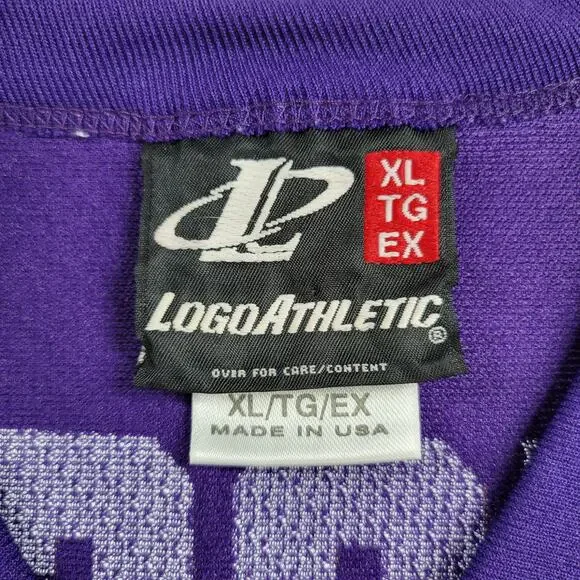 XL
TG
EX
LOGOATHLETIC®
OVER FOR CARE/CONTENT
XL/TG/EX
MADE IN USA